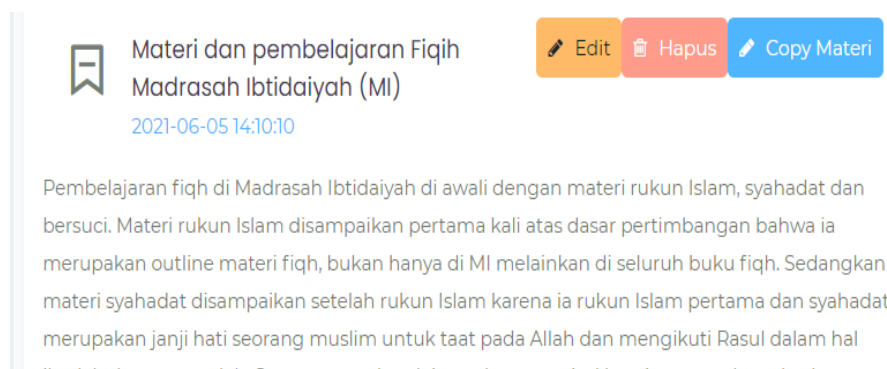 Materi dan pembelajaran Fiqih
Madrasah Ibtidaiyah (MI)
Edit
Hapus
Copy Materi
2021-06-05 14:10:10
Pembelajaran fiqh di Madrasah Ibtidaiyah di awali dengan materi rukun Islam, syahadat dan
bersuci. Materi rukun Islam disampaikan pertama kali atas dasar pertimbangan bahwa ia
merupakan outline materi fiqh, bukan hanya di MI melainkan di seluruh buku fiqh. Sedangkan
materi syahadat disampaikan setelah rukun Islam karena ia rukun Islam pertama dan syahadat
merupakan janji hati seorang muslim untuk taat pada Allah dan mengikuti Rasul dalam hal